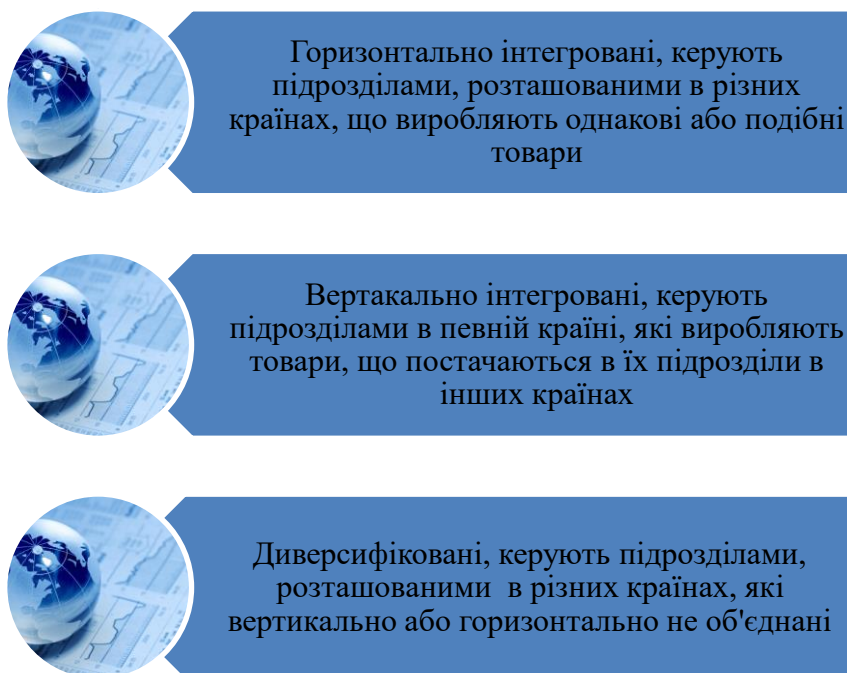 Горизонтально інтегровані, керують
підрозділами, розташованими в різних
країнах, що виробляють однакові або подібні
товари
Вертакально інтегровані, керують
підрозділами в певній країні, які виробляють
товари, що постачаються в їх підрозділи в
інших країнах
Диверсифіковані, керують підрозділами,
розташованими  в різних країнах, які
вертикально або горизонтально не об'єднані